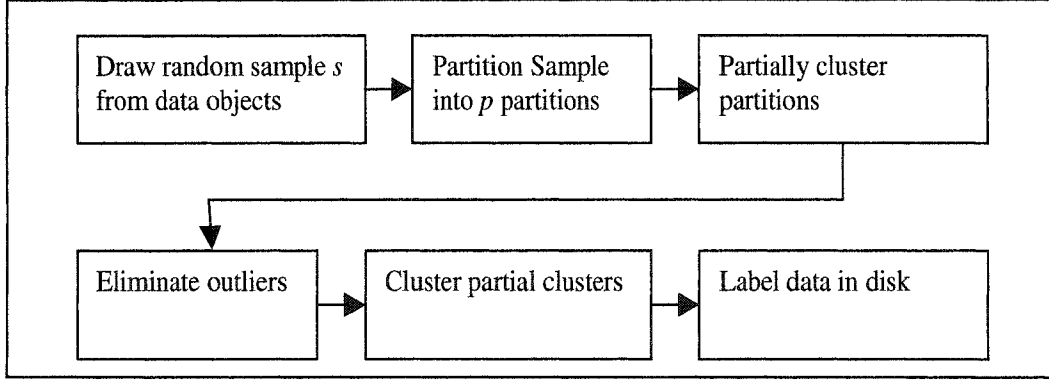 Draw random sample s
from data objects
Partition Sample
into p partitions
Partially cluster
partitions
Eliminate outliers
Cluster partial clusters
Label data in disk